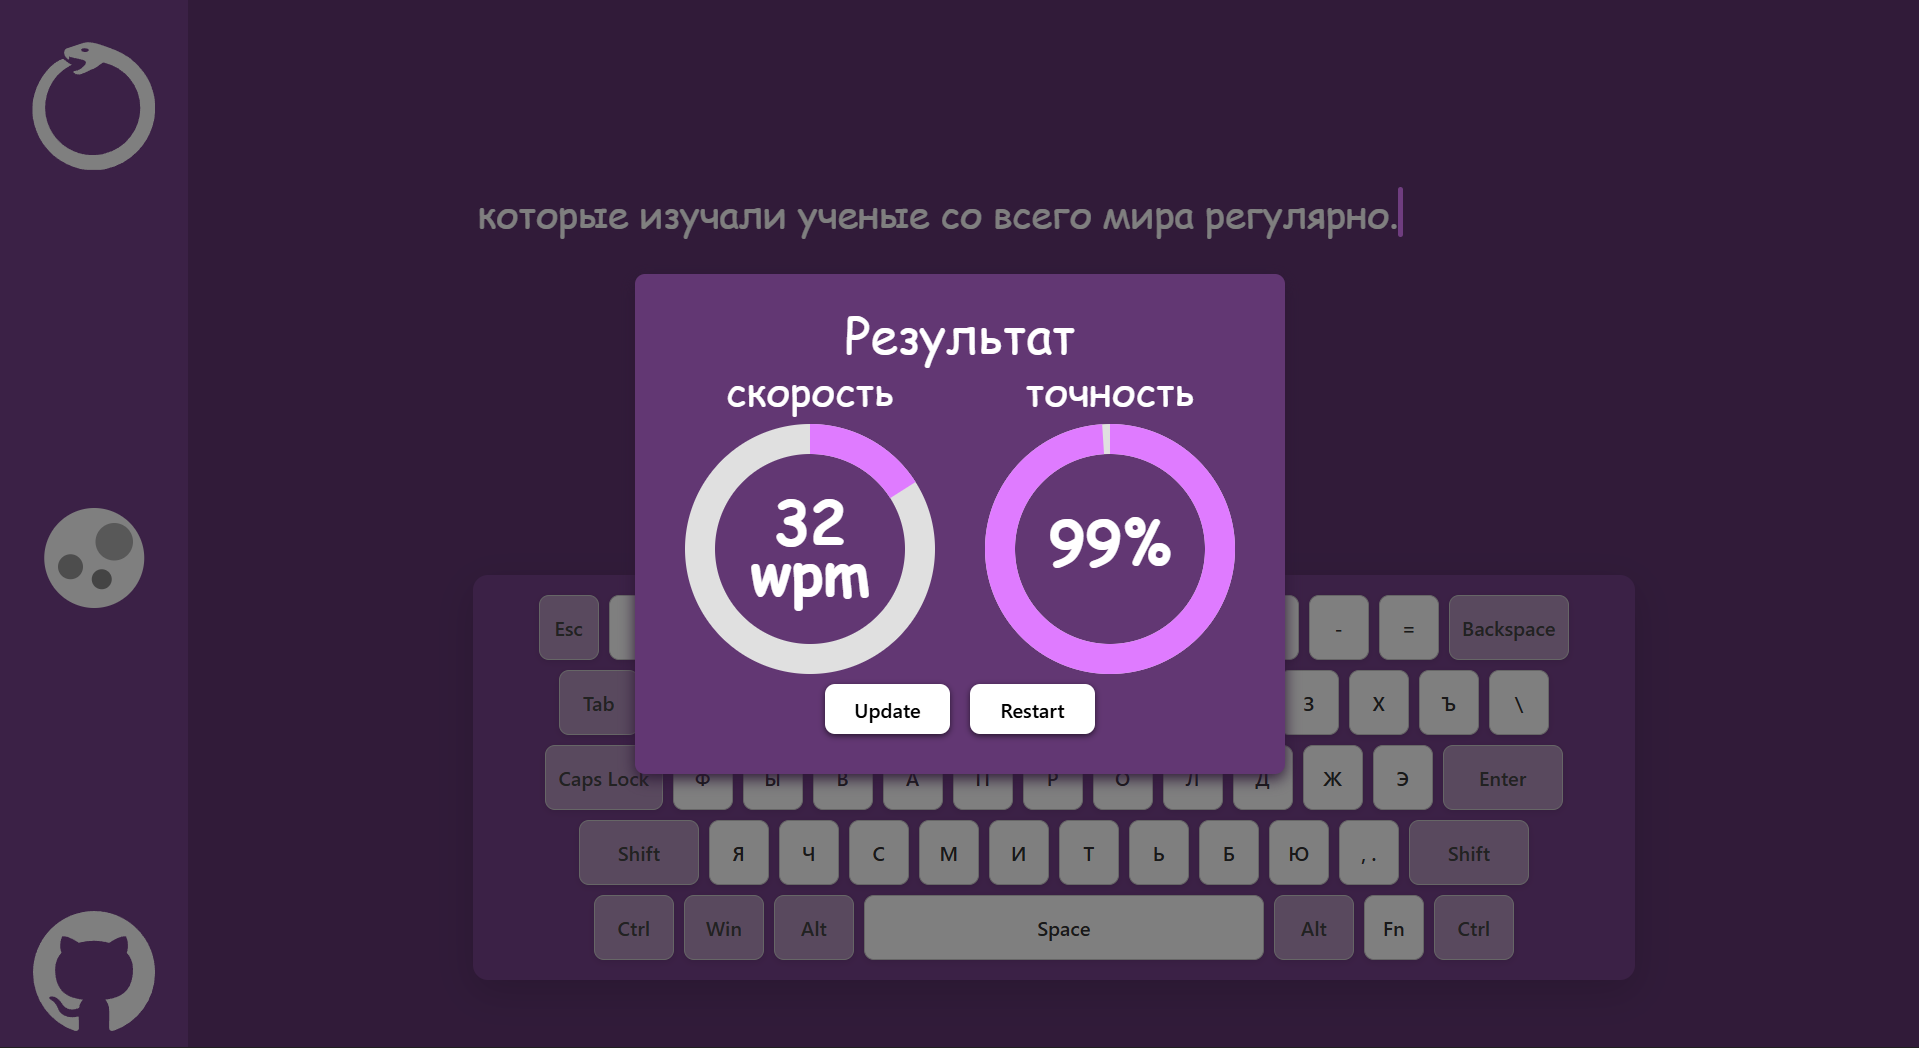 которые изучали ученые со всего мира регулярно.
Результат
скорость точность
32
wpm
99%
Update Restart
Esc - = Backspace
Tab З Х Ъ \
Caps Lock Ф Ы В А П Р О Л Д Ж Э Enter
Shift Я Ч С М И Т Ь Б Ю , . Shift
Ctrl Win Alt Space Alt Fn Ctrl